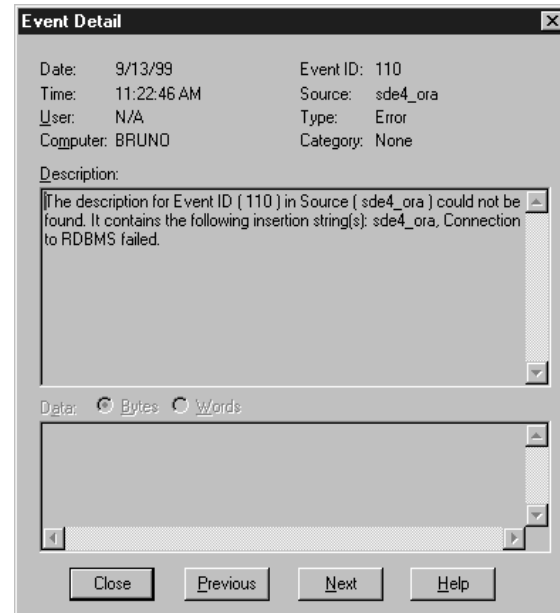 Event Detail
Date: 9/13/99 Event ID: 110
Time: 11:22:46 AM Source: sde4_ora
User: N/A Type: Error
Computer: BRUNO Category: None
Description:
The description for Event ID ( 110 ) in Source ( sde4_ora ) could not be
found. It contains the following insertion string(s): sde4_ora, Connection
to RDBMS failed.
Data: Bytes Words
Close Previous Next Help